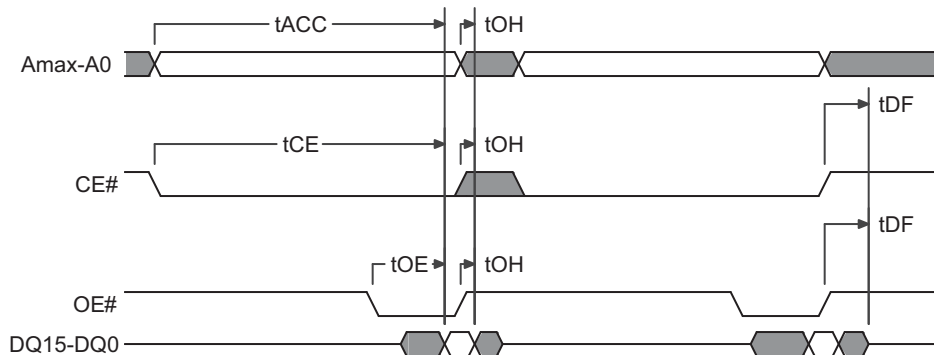 tACC tOH
Amax-A0
tDF
tCE tOH
CE#
tDF
tOE tOH
OE#
DQ15-DQ0